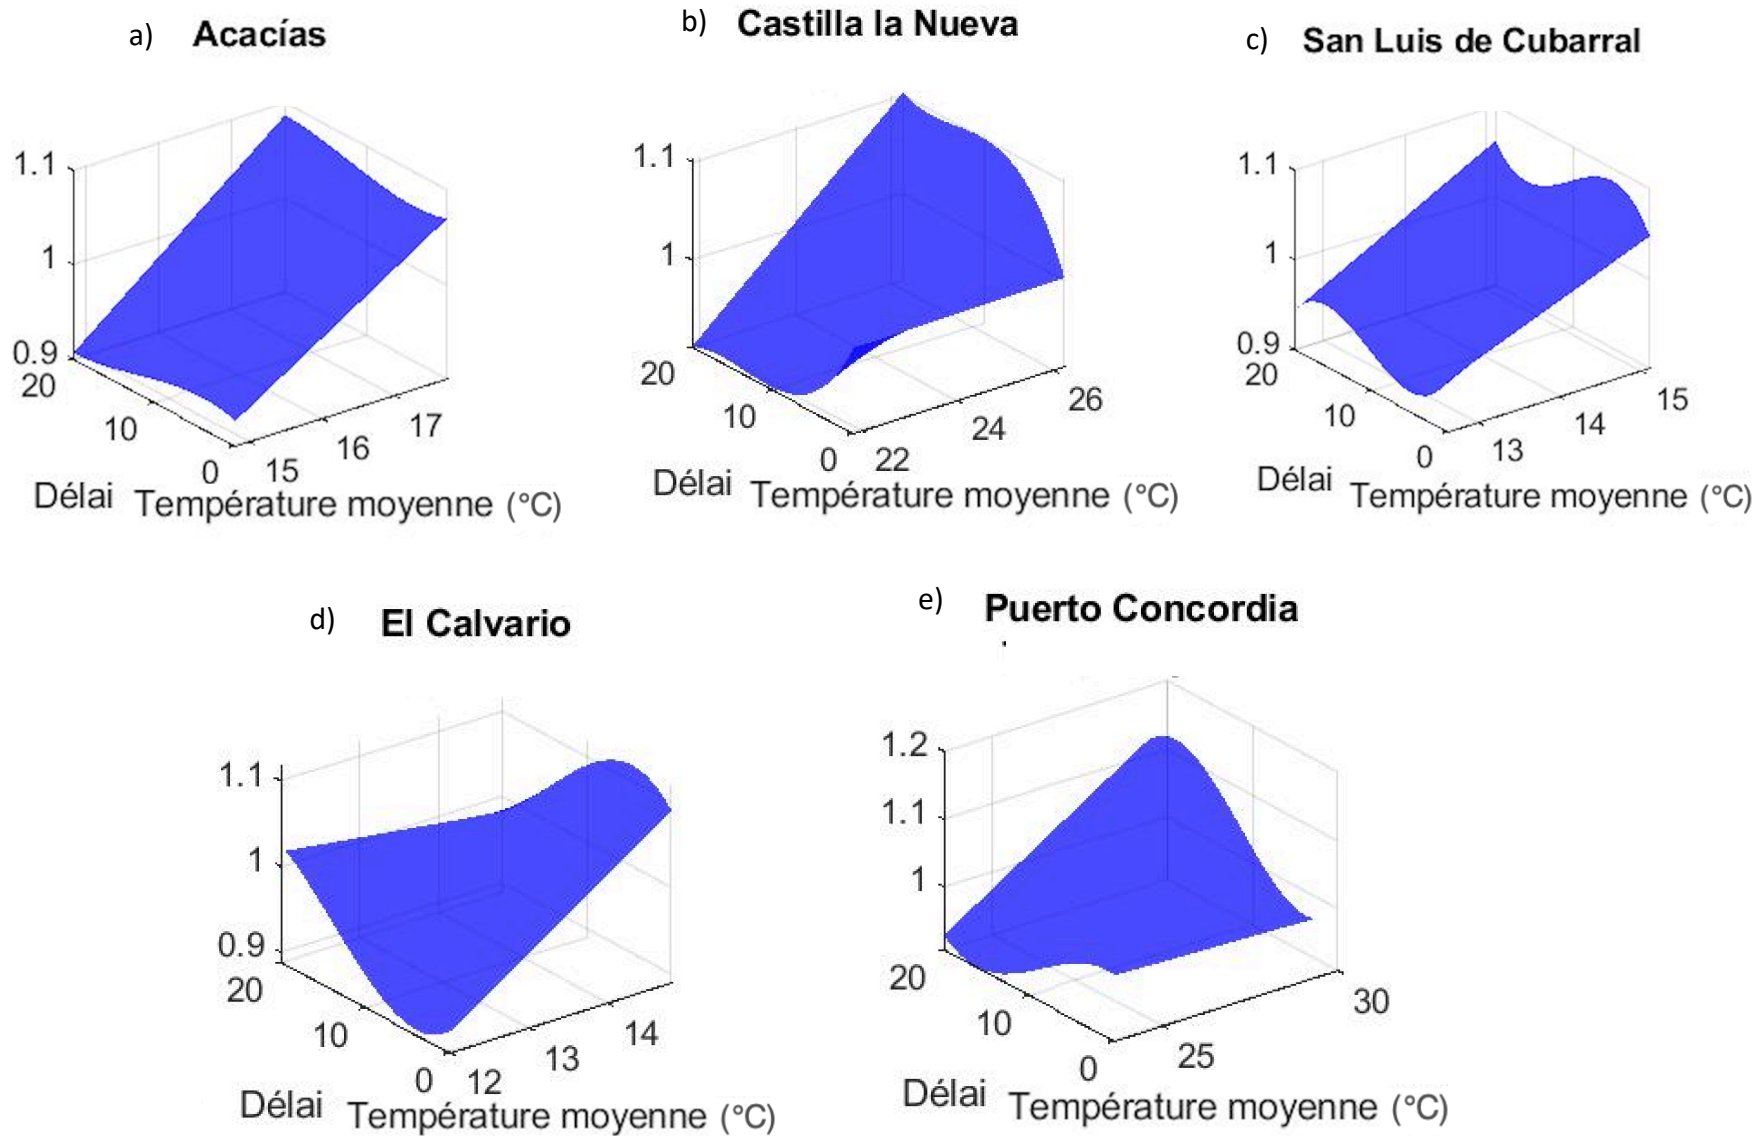 a) Acacías
1.1
1
0.9
20
10
0
15
16
17
Délai
Température moyenne (°C)
b) Castilla la Nueva
1.1
1
20
10
0
22
24
26
Délai
Température moyenne (°C)
c) San Luis de Cubarral
1.1
1
0.9
20
10
0
13
14
15
Délai
Température moyenne (°C)
d) El Calvario
1.1
1
0.9
20
10
0
12
13
14
Délai
Température moyenne (°C)
e) Puerto Concordia
1.2
1.1
1
20
10
0
25
30
Délai
Température moyenne (°C)